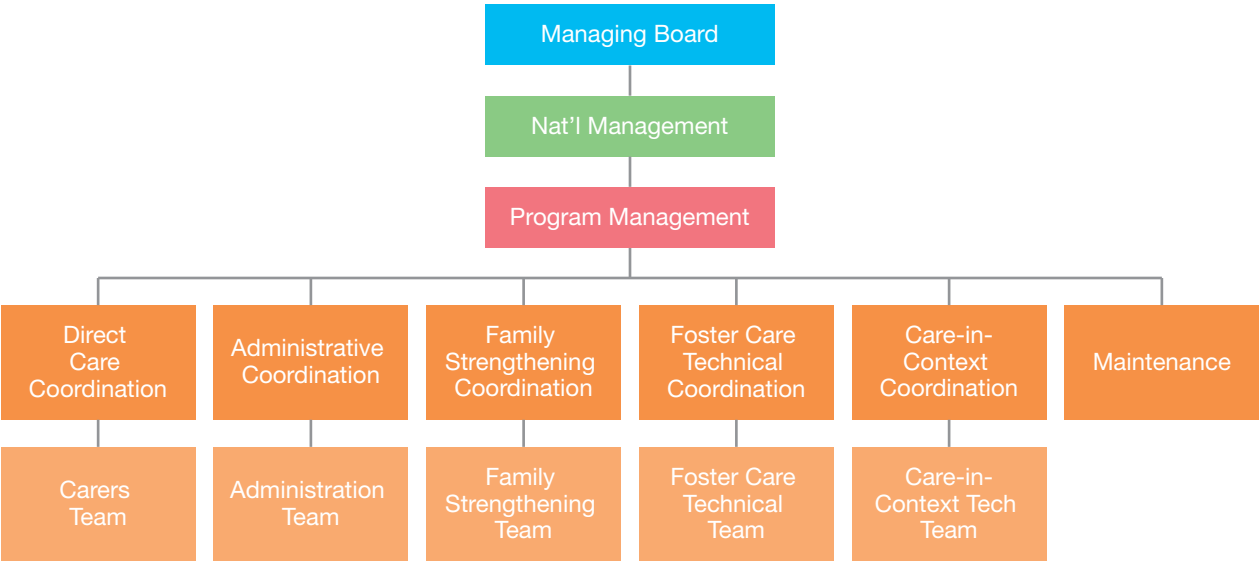 Managing Board
Nat’l Management
Program Management
Direct
Care
Coordination
Administrative
Coordination
Family
Strengthening
Coordination
Foster Care
Technical
Coordination
Care-in-
Context
Coordination
Maintenance
Carers
Team
Administration
Team
Family
Strengthening
Team
Foster Care
Technical
Team
Care-in-
Context Tech
Team